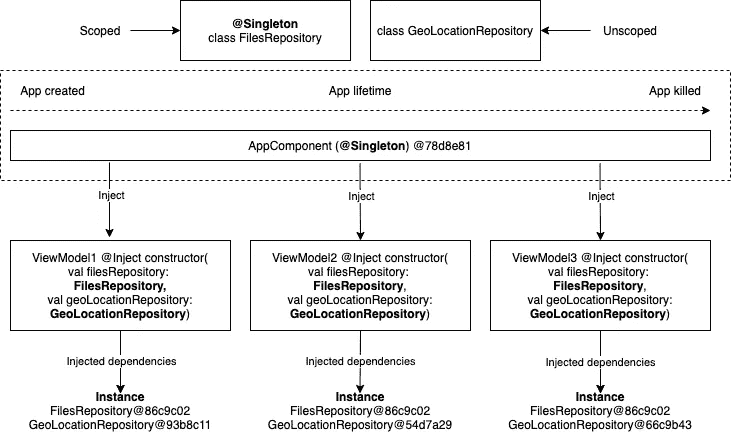 Scoped
@Singleton
class FilesRepository
class GeoLocationRepository
Unscoped
App created
App lifetime
App killed
AppComponent (@Singleton) @78d8e81
Inject
Inject
Inject
ViewModel1 @Inject constructor(
val filesRepository:
FilesRepository,
val geoLocationRepository:
GeoLocationRepository)
ViewModel2 @Inject constructor(
val filesRepository:
FilesRepository,
val geoLocationRepository:
GeoLocationRepository)
ViewModel3 @Inject constructor(
val filesRepository:
FilesRepository,
val geoLocationRepository:
GeoLocationRepository)
Injected dependencies
Injected dependencies
Injected dependencies
Instance
FilesRepository@86c9c02
GeoLocationRepository@93b8c11
Instance
FilesRepository@86c9c02
GeoLocationRepository@54d7a29
Instance
FilesRepository@86c9c02
GeoLocationRepository@66c9b43